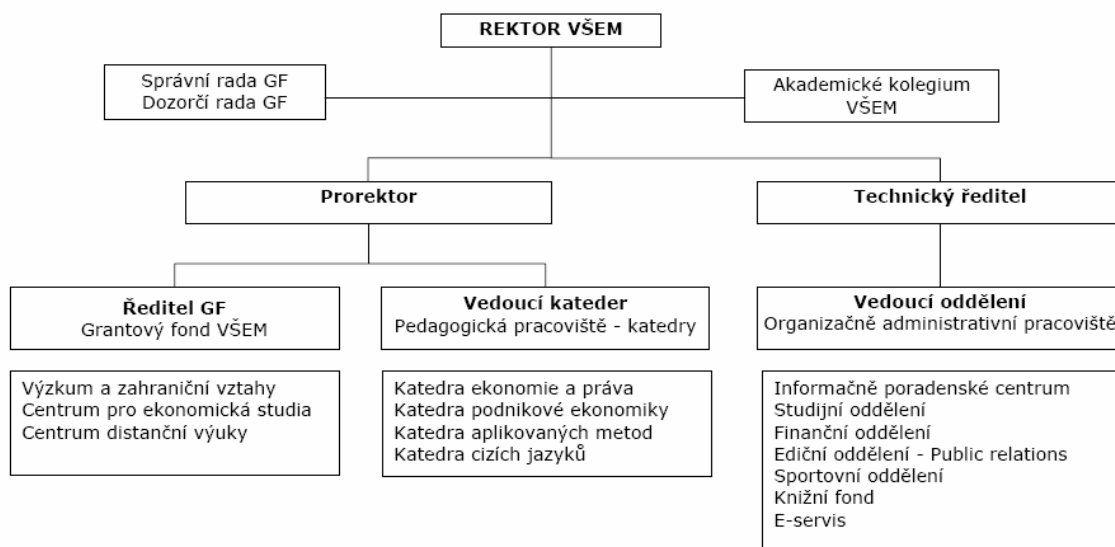 REKTOR VŠEM
Správní rada GF
Dozorčí rada GF
Akademické kolegium
VŠEM
Prorektor
Technický ředitel
Ředitel GF
Grantový fond VŠEM
Vedoucí kateder
Pedagogická pracoviště - katedry
Vedoucí oddělení
Organizačně administrativní pracoviště
Výzkum a zahraniční vztahy
Centrum pro ekonomická studia
Centrum distanční výuky
Katedra ekonomie a práva
Katedra podnikové ekonomiky
Katedra aplikovaných metod
Katedra cizích jazyků
Informačně poradenské centrum
Studijní oddělení
Finanční oddělení
Ediční oddělení - Public relations
Sportovní oddělení
Knižní fond
E-servis